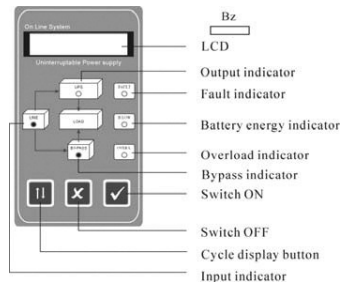 Bz
On Line System
LCD
Uninterruptable Power supply
Output indicator
UPS
Fault indicator
LINE
LOAD
Battery energy indicator
Overload indicator
BYPASS
Bypass indicator
Switch ON
Switch OFF
Cycle display button
Input indicator